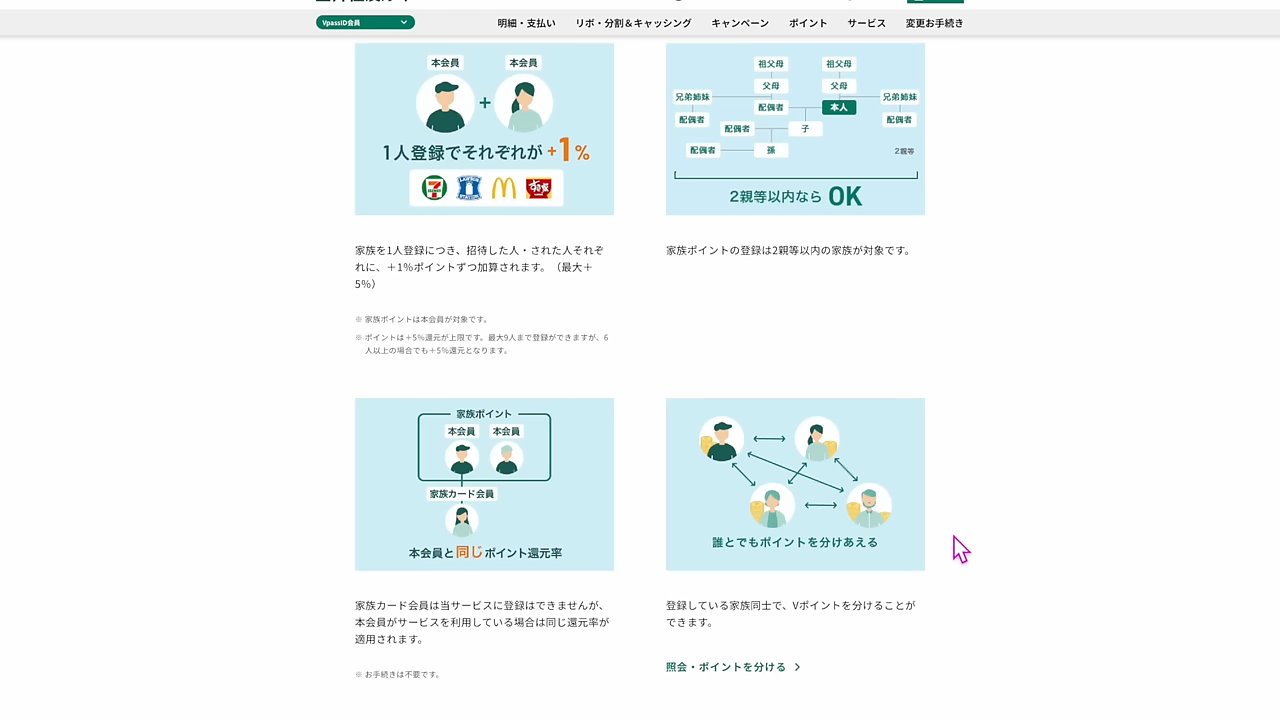 VpassID会員
明細・支払い
リボ・分割＆キャッシング
キャンペーン
ポイント
サービス
変更お手続き
本会員
本会員
+
1人登録でそれぞれが +1%
祖父母
祖父母
父母
父母
兄弟姉妹
兄弟姉妹
配偶者
本人
配偶者
配偶者
配偶者
子
配偶者
孫
2親等
2親等以内なら OK
家族を1人登録につき、招待した人・された人それぞ
れに、＋1％ポイントずつ加算されます。（最大＋
5％）
家族ポイントの登録は2親等以内の家族が対象です。
※ 家族ポイントは本会員が対象です。
※ ポイントは＋5％還元が上限です。最大9人まで登録ができますが、6
人以上の場合でも＋5％還元となります。
家族ポイント
本会員
本会員
家族カード会員
本会員と同じポイント還元率
誰とでもポイントを分けあえる
家族カード会員は当サービスに登録はできませんが、
本会員がサービスを利用している場合は同じ還元率が
適用されます。
登録している家族同士で、Vポイントを分けることが
できます。
※ お手続きは不要です。
照会・ポイントを分ける